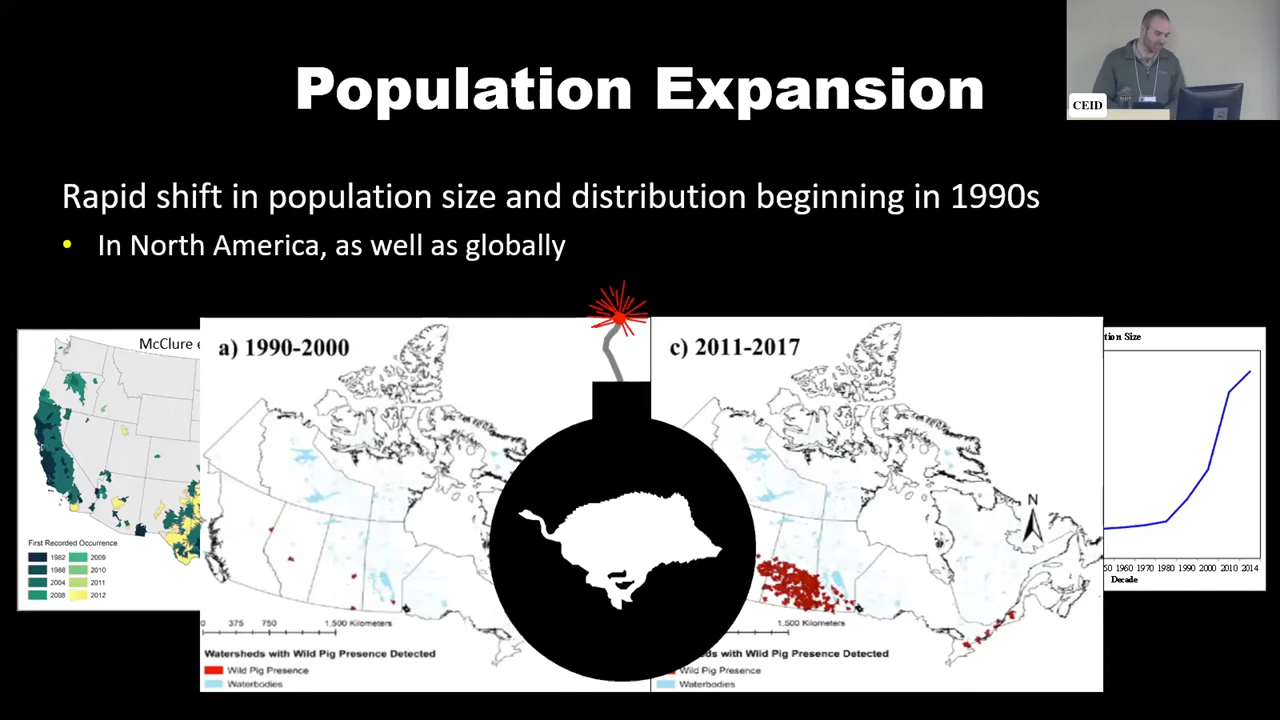 CEID
Population Expansion
Rapid shift in population size and distribution beginning in 1990s
• In North America, as well as globally
McClure e
First Recorded Occurrence
1982 2009
1988 2010
2004 2011
2008 2012
a) 1990-2000
0 375 750 1,500 Kilometers
Watersheds with Wild Pig Presence Detected
Wild Pig Presence
Waterbodies
c) 2011-2017
N
1,500 Kilometers
ds with Wild Pig Presence Detected
Wild Pig Presence
Waterbodies
tion Size
50 1960 1970 1980 1990 2000 2010 2014
Decade